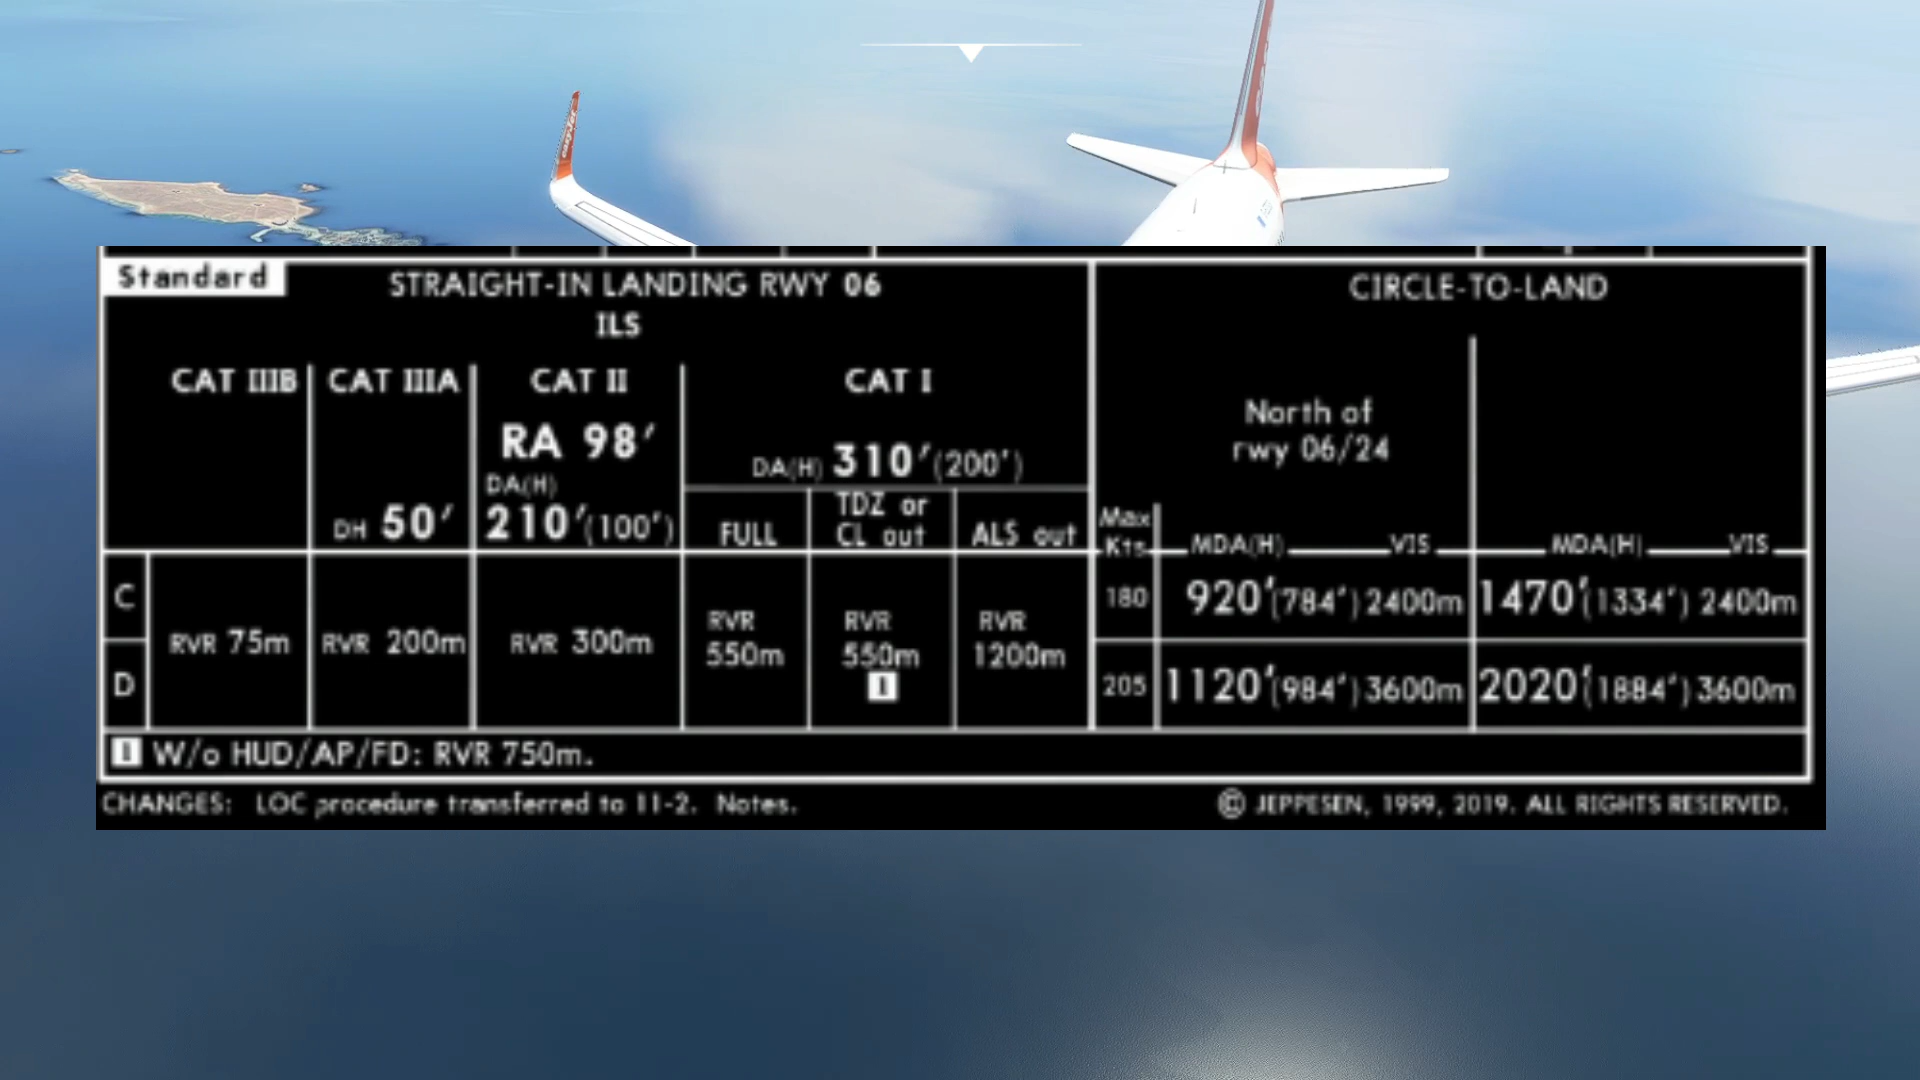 easyJet
Standard
STRAIGHT-IN LANDING RWY 06
ILS
CAT IIIB
CAT IIIA
DH 50'
CAT II
RA 98'
DA(H)
210'(100')
CAT I
DA(H) 310'(200')
FULL
TDZ or
CL out
ALS out
C
D
RVR 75m
RVR 200m
RVR 300m
RVR
550m
RVR
550m
1
RVR
1200m
CIRCLE-TO-LAND
North of
rwy 06/24
Max
Kts
MDA(H) VIS
MDA(H) VIS
180 920'(784') 2400m 1470'(1334') 2400m
205 1120'(984') 3600m 2020'(1884') 3600m
1 W/o HUD/AP/FD: RVR 750m.
CHANGES: LOC procedure transferred to 11-2. Notes.
© JEPPESEN, 1999, 2019. ALL RIGHTS RESERVED.